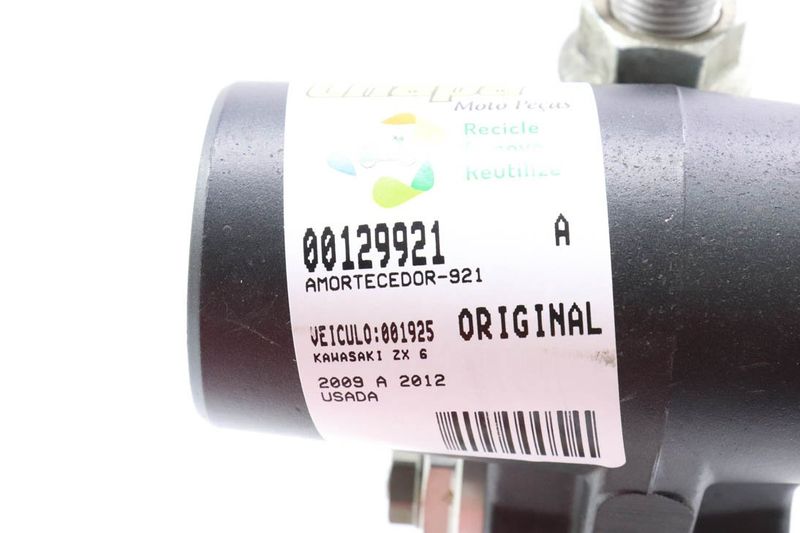 Moto Peças
Recicle
Reutilize
00129921 A
AMORTECEDOR-921
VEICULO:001925 ORIGINAL
KAWASAKI ZX 6
2009 A 2012
USADA